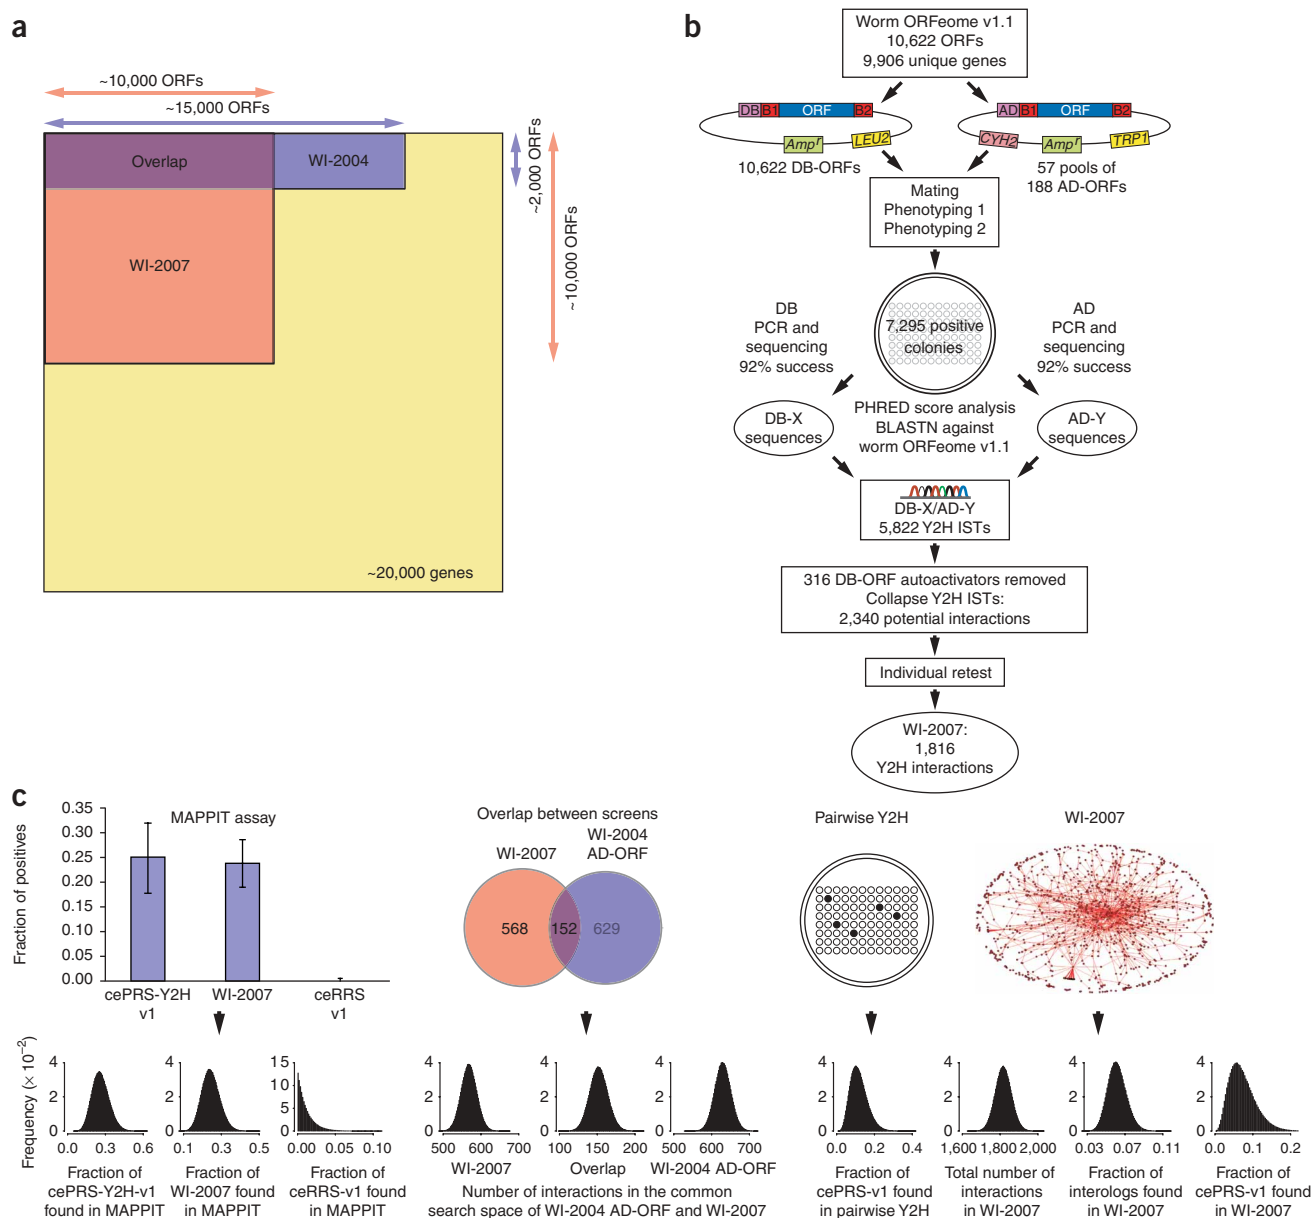 a
~10,000 ORFs
~15,000 ORFs
Overlap
WI-2004
~2,000 ORFs
~10,000 ORFs
WI-2007
~20,000 genes
b
Worm ORFeome v1.1
10,622 ORFs
9,906 unique genes
DB B1 ORF B2
Ampr LEU2
10,622 DB-ORFs
AD B1 ORF B2
CYH2 Ampr TRP1
57 pools of
188 AD-ORFs
Mating
Phenotyping 1
Phenotyping 2
7,295 positive
colonies
DB
PCR and
sequencing
92% success
AD
PCR and
sequencing
92% success
DB-X
sequences
PHRED score analysis
BLASTN against
worm ORFeome v1.1
AD-Y
sequences
DB-X/AD-Y
5,822 Y2H ISTs
316 DB-ORF autoactivators removed
Collapse Y2H ISTs:
2,340 potential interactions
Individual retest
WI-2007:
1,816
Y2H interactions
c
MAPPIT assay
Fraction of positives
0.35
0.30
0.25
0.20
0.15
0.10
0.05
0.00
cePRS-Y2H
v1
WI-2007
ceRRS
v1
Overlap between screens
WI-2007
WI-2004
AD-ORF
568 152 629
Pairwise Y2H
WI-2007
Frequency (× 10−2)
4
2
0
0.0 0.3 0.6
Fraction of
cePRS-Y2H-v1
found in MAPPIT
4
2
0
0.1 0.3 0.5
Fraction of
WI-2007 found
in MAPPIT
15
10
5
0
0.00 0.05 0.10
Fraction of
ceRRS-v1 found
in MAPPIT
4
2
0
500 600 700
WI-2007
4
2
0
100 150 200
Overlap
4
2
0
500 600 700
WI-2004 AD-ORF
Number of interactions in the common
search space of WI-2004 AD-ORF and WI-2007
4
2
0
0.0 0.2 0.4
Fraction of
cePRS-v1 found
in pairwise Y2H
4
2
0
1,600 1,800 2,000
Total number of
interactions
in WI-2007
4
2
0
0.03 0.07 0.11
Fraction of
interologs found
in WI-2007
4
2
0
0.0 0.1 0.2
Fraction of
cePRS-v1 found
in WI-2007